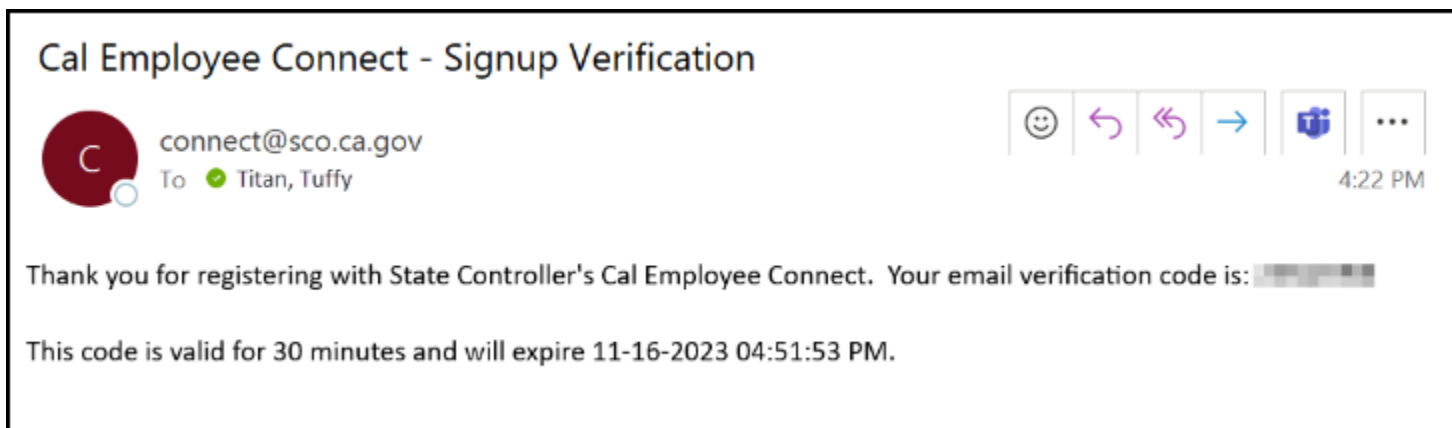 Cal Employee Connect - Signup Verification
C
connect@sco.ca.gov
To Titan, Tuffy
4:22 PM
Thank you for registering with State Controller's Cal Employee Connect. Your email verification code is:
This code is valid for 30 minutes and will expire 11-16-2023 04:51:53 PM.